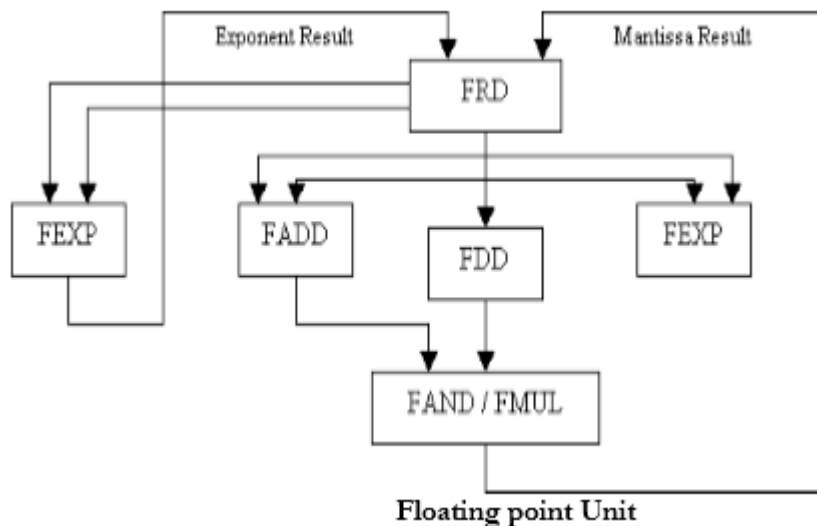 Exponent Result
Mantissa Result
FRD
FEXP
FADD
FDD
FEXP
FAND / FMUL
Floating point Unit